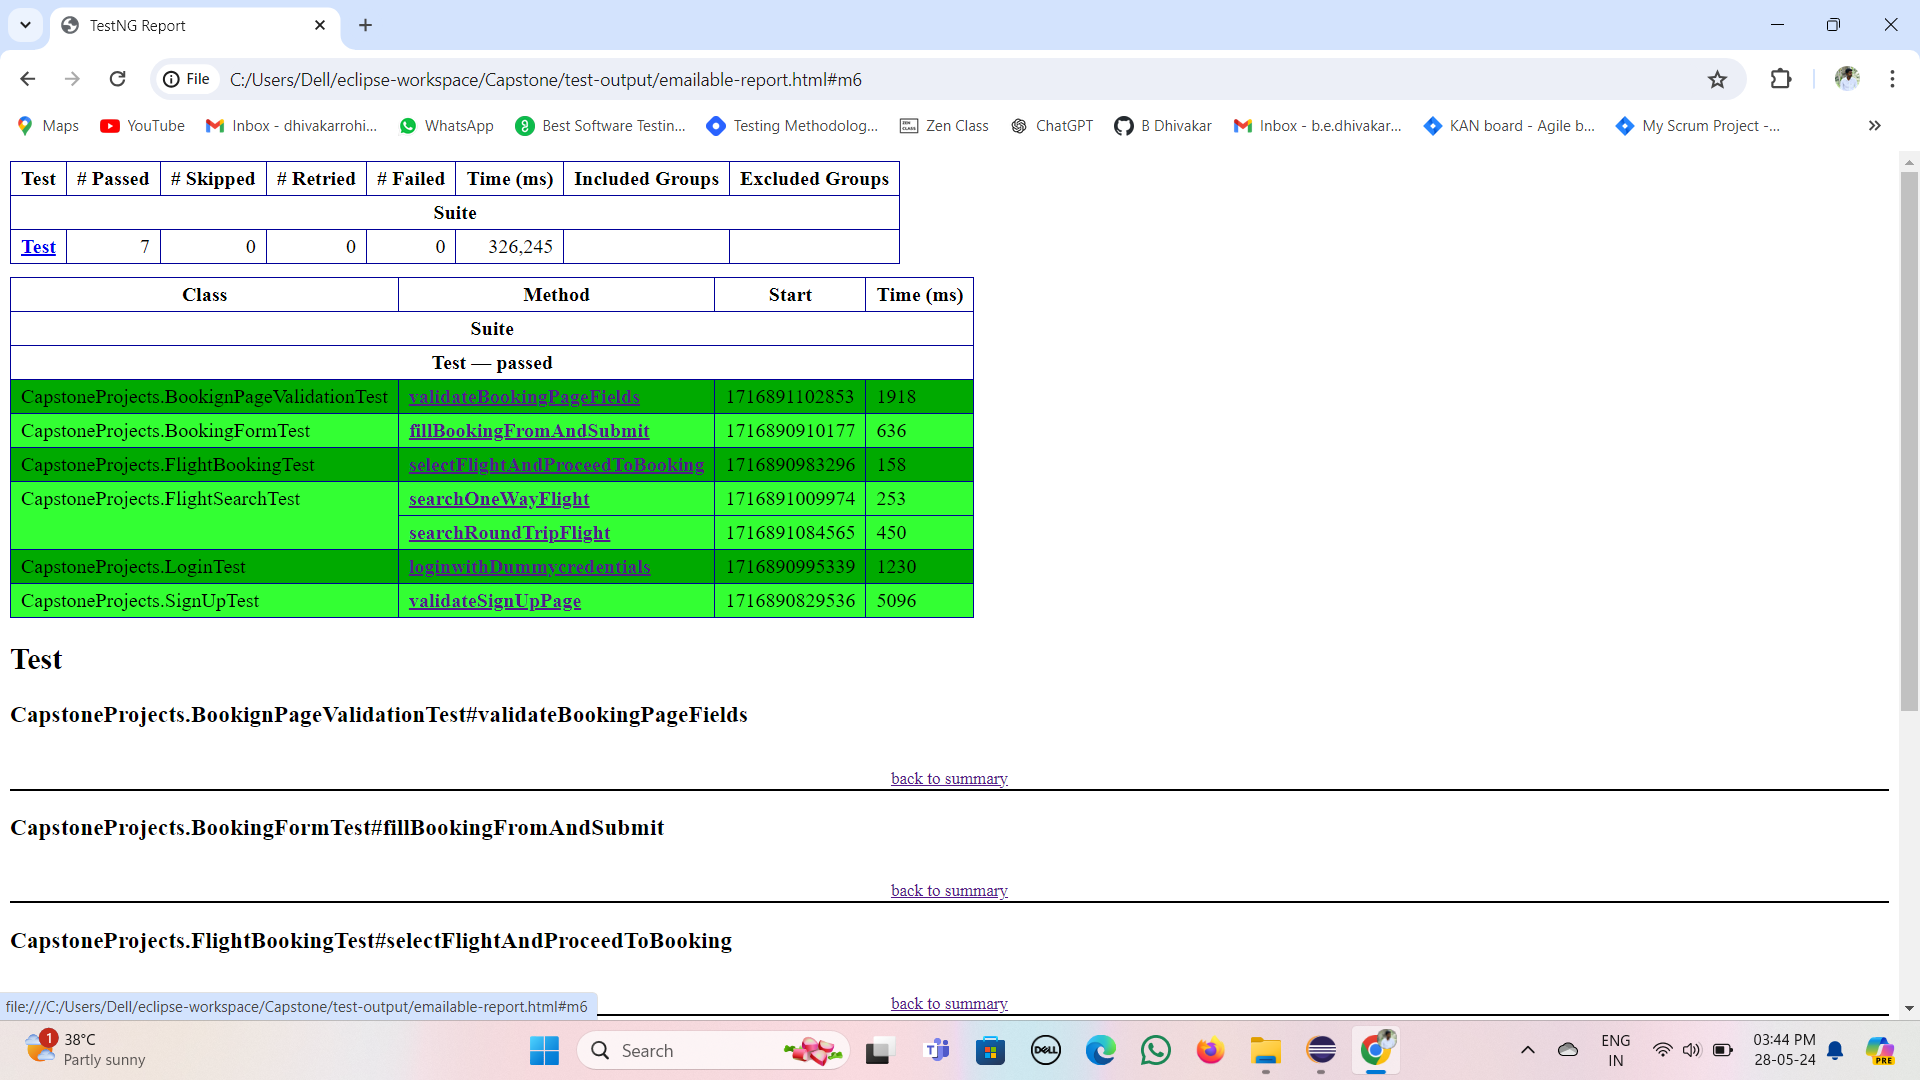 TestNG Report
File C:/Users/Dell/eclipse-workspace/Capstone/test-output/emailable-report.html#m6
Maps YouTube Inbox - dhivakarrohi... WhatsApp Best Software Testin... Testing Methodolog... Zen Class ChatGPT B Dhivakar Inbox - b.e.dhivakar... KAN board - Agile b... My Scrum Project -...
Test # Passed # Skipped # Retried # Failed Time (ms) Included Groups Excluded Groups
Suite
Test 7 0 0 0 326,245
Class Method Start Time (ms)
Suite
Test — passed
CapstoneProjects.BookignPageValidationTest validateBookingPageFields 1716891102853 1918
CapstoneProjects.BookingFormTest fillBookingFromAndSubmit 1716890910177 636
CapstoneProjects.FlightBookingTest selectFlightAndProceedToBooking 1716890983296 158
CapstoneProjects.FlightSearchTest searchOneWayFlight 1716891009974 253
searchRoundTripFlight 1716891084565 450
CapstoneProjects.LoginTest loginwithDummycredentials 1716890995339 1230
CapstoneProjects.SignUpTest validateSignUpPage 1716890829536 5096
Test
CapstoneProjects.BookignPageValidationTest#validateBookingPageFields
back to summary
CapstoneProjects.BookingFormTest#fillBookingFromAndSubmit
back to summary
CapstoneProjects.FlightBookingTest#selectFlightAndProceedToBooking
back to summary
file:///C:/Users/Dell/eclipse-workspace/Capstone/test-output/emailable-report.html#m6
1 38°C
Partly sunny
Search
DELL
ENG
IN
03:44 PM
28-05-24
PRE